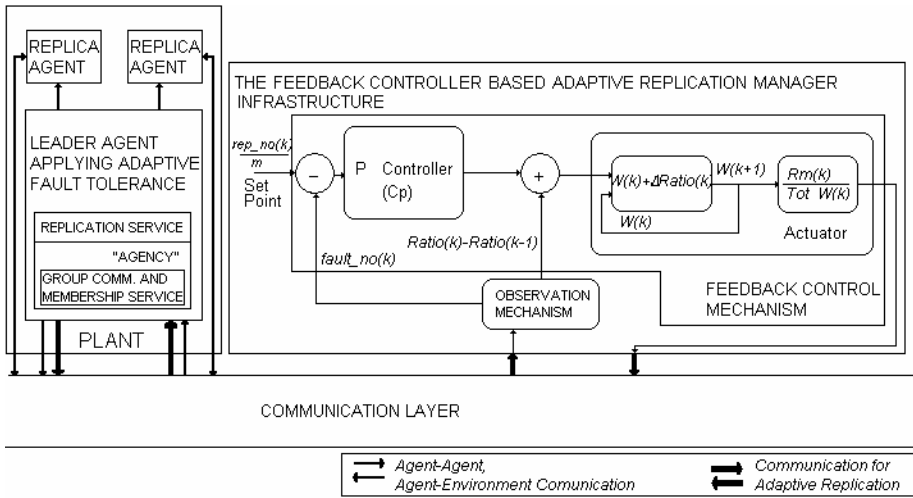 REPLICA
AGENT
REPLICA
AGENT
LEADER AGENT
APPLYING ADAPTIVE
FAULT TOLERANCE
REPLICATION SERVICE
"AGENCY"
GROUP COMM. AND
MEMBERSHIP SERVICE
PLANT
THE FEEDBACK CONTROLLER BASED ADAPTIVE REPLICATION MANAGER
INFRASTRUCTURE
rep_no(k)
m
Set
Point
−
P Controller
(Cp)
+
W(k)+ΔRatio(k)
W(k+1)
W(k)
Rm(k)
Tot W(k)
Actuator
Ratio(k)-Ratio(k-1)
fault_no(k)
OBSERVATION
MECHANISM
FEEDBACK CONTROL
MECHANISM
COMMUNICATION LAYER
Agent-Agent,
Agent-Environment Comunication
Communication for
Adaptive Replication